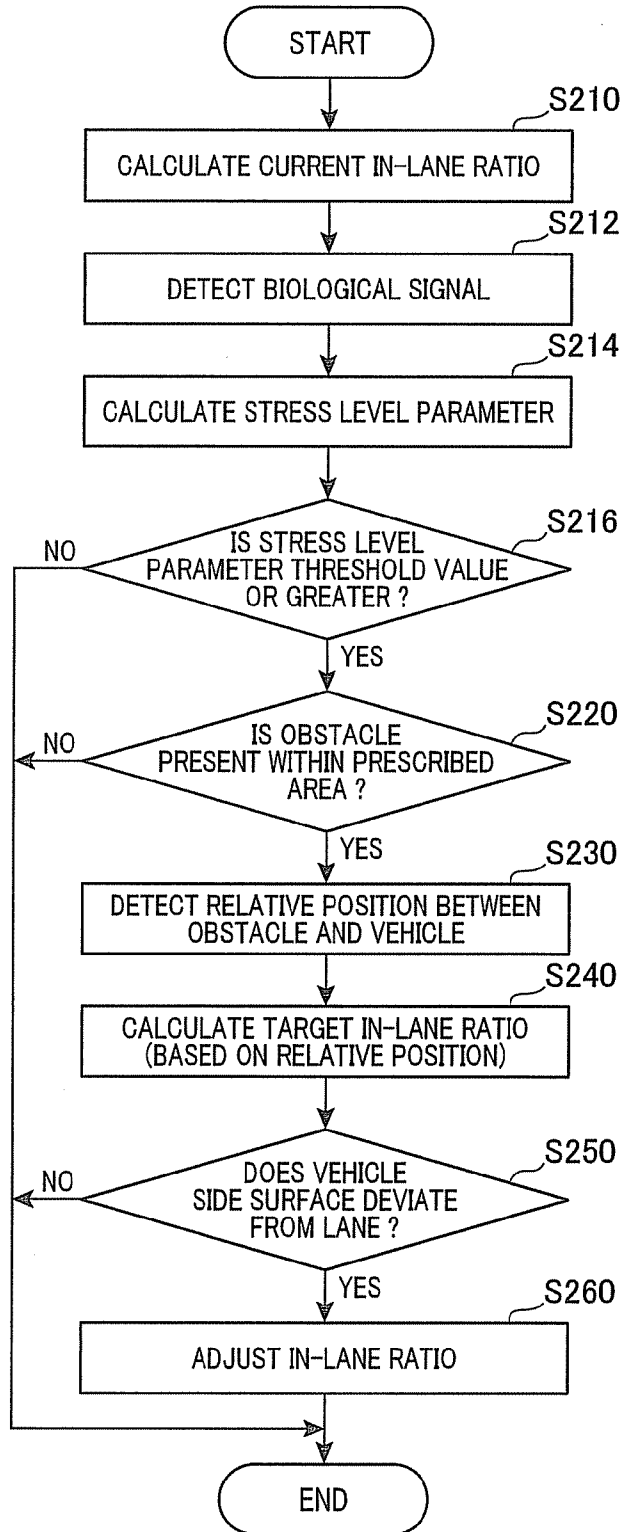 START
S210
CALCULATE CURRENT IN-LANE RATIO
S212
DETECT BIOLOGICAL SIGNAL
S214
CALCULATE STRESS LEVEL PARAMETER
S216
NO
IS STRESS LEVEL
PARAMETER THRESHOLD VALUE
OR GREATER ?
YES
S220
NO
IS OBSTACLE
PRESENT WITHIN PRESCRIBED
AREA ?
YES
S230
DETECT RELATIVE POSITION BETWEEN
OBSTACLE AND VEHICLE
S240
CALCULATE TARGET IN-LANE RATIO
(BASED ON RELATIVE POSITION)
S250
NO
DOES VEHICLE
SIDE SURFACE DEVIATE
FROM LANE ?
YES
S260
ADJUST IN-LANE RATIO
END